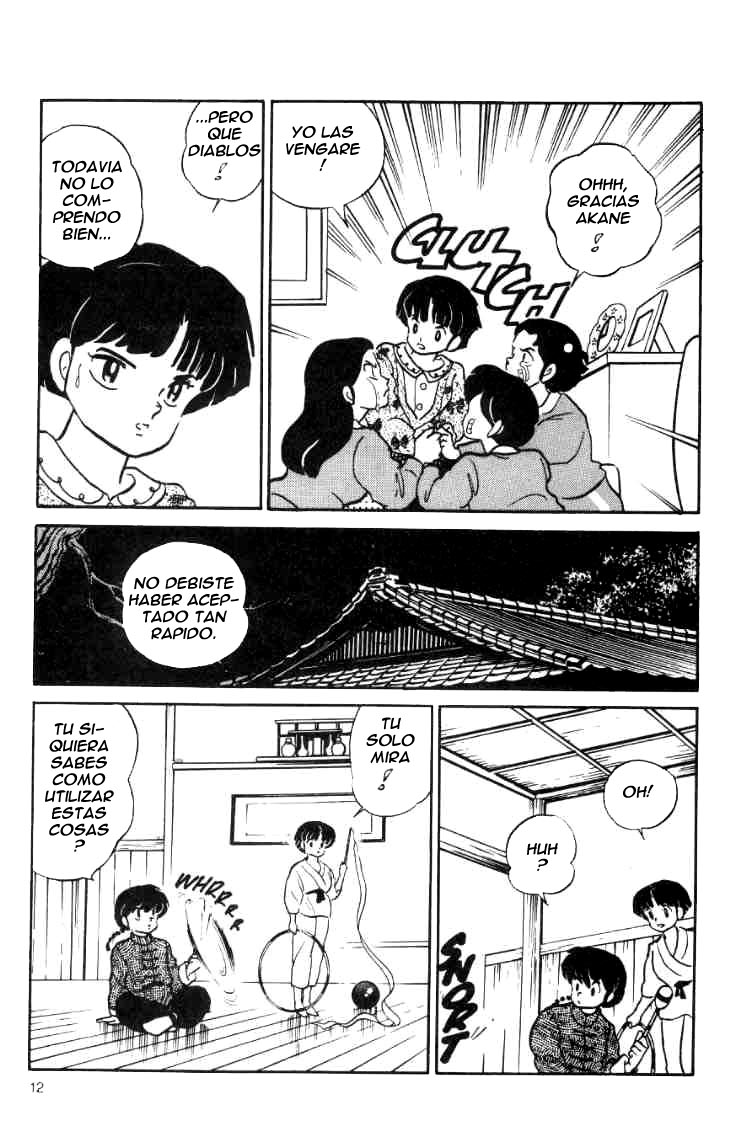 TODAVIA
NO LO
COM-
PRENDO
BIEN...
...PERO
QUE
DIABLOS
!
YO LAS
VENGARE
!
CLUTCH
OHHH,
GRACIAS
AKANE
!
NO DEBISTE
HABER ACEP-
TADO TAN
RAPIDO.
TU SI-
QUIERA
SABES
COMO
UTILIZAR
ESTAS
COSAS
?
WHRRRR
TU
SOLO
MIRA
!
HUH
?
OH!
SNORT
12